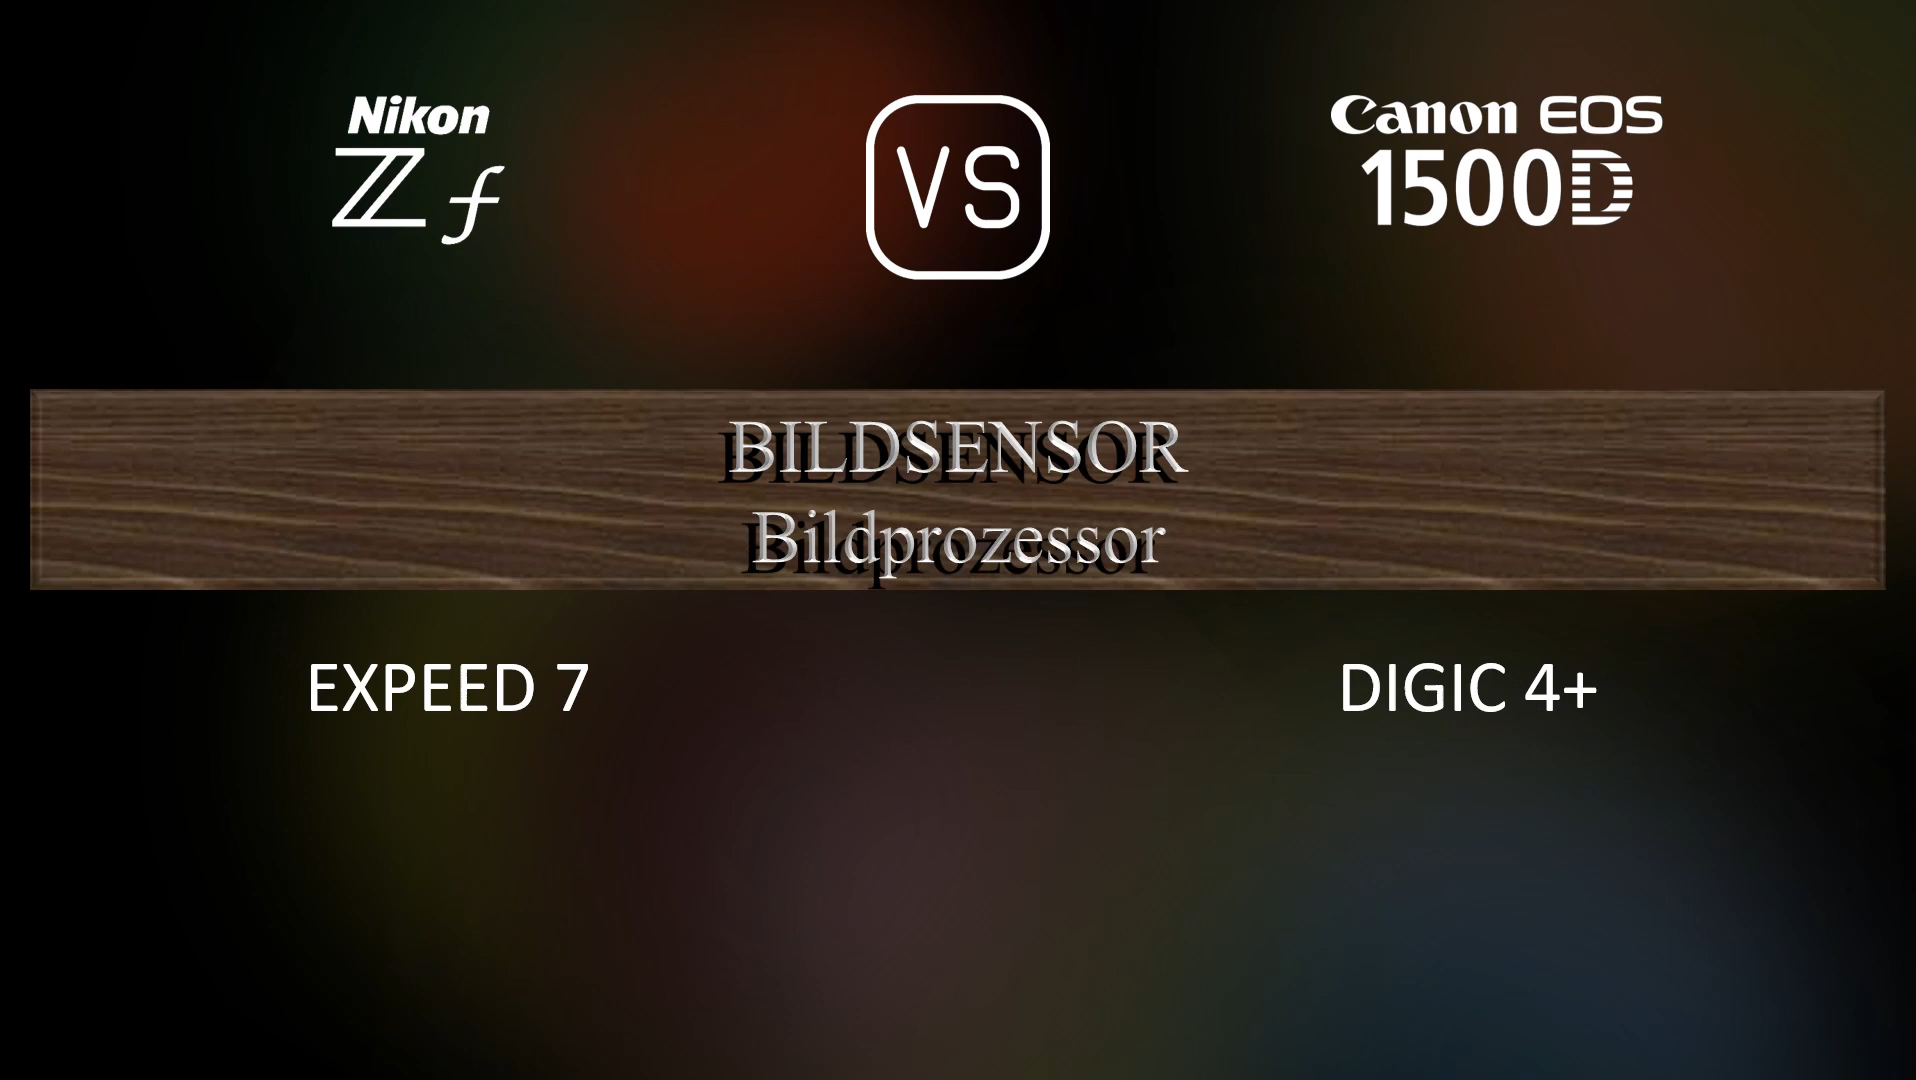 Nikon
Z f
VS
Canon EOS
1500D
BILDSENSOR
Bildprozessor
EXPEED 7
DIGIC 4+